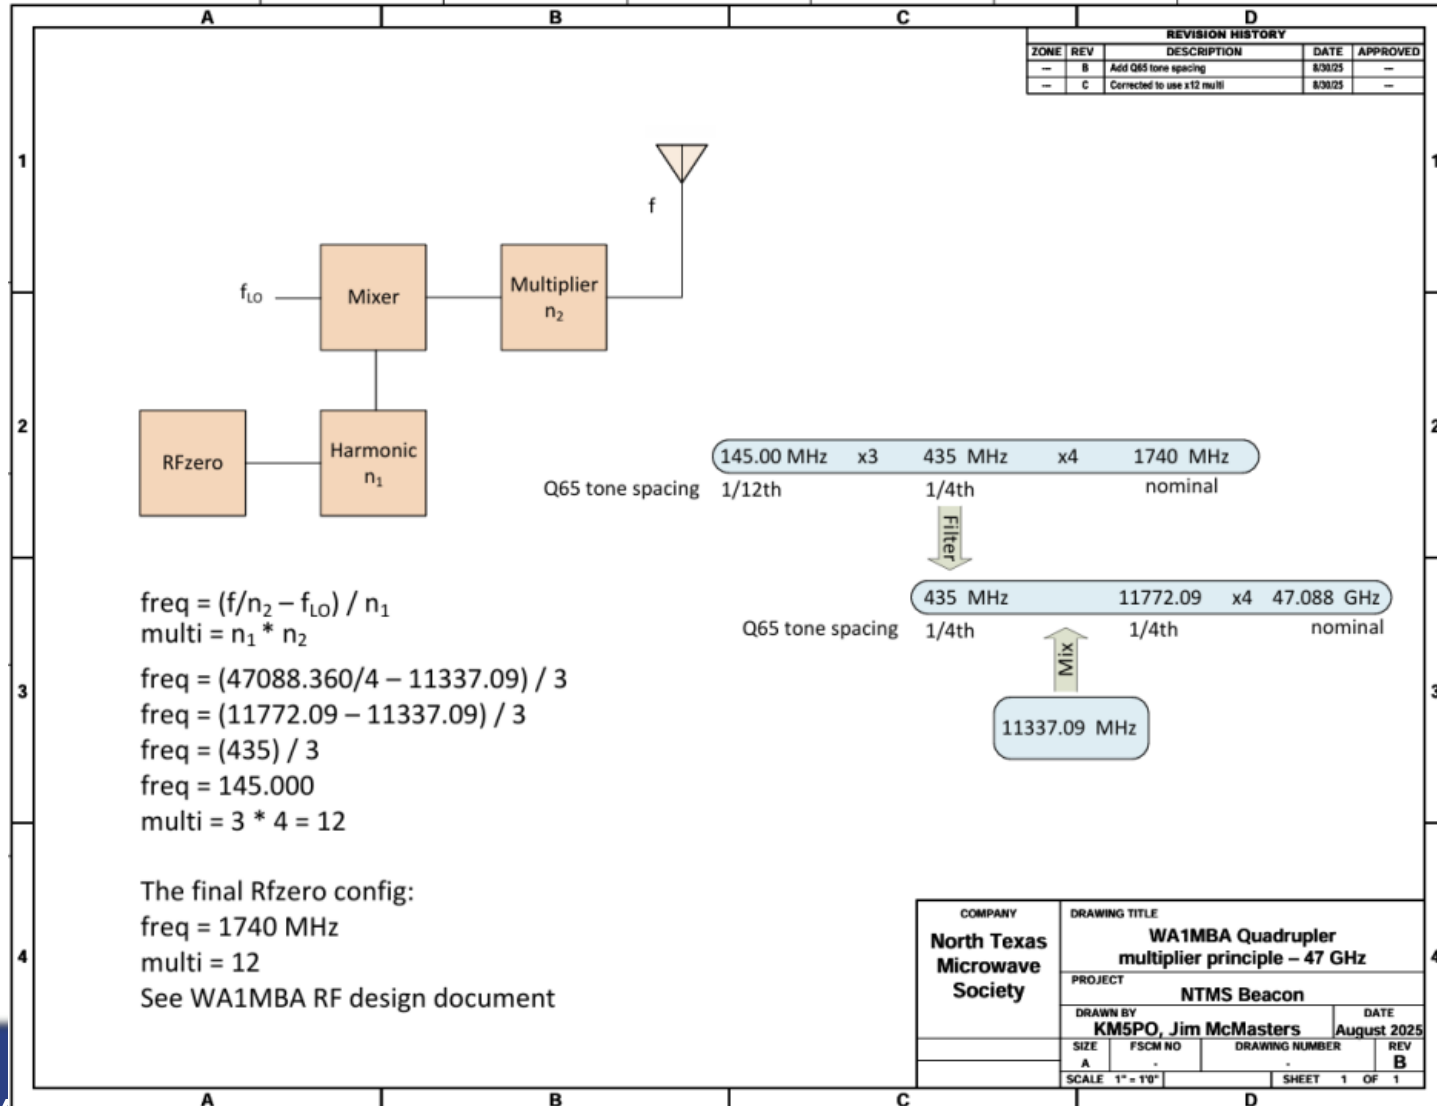 A B C D
REVISION HISTORY
ZONE REV DESCRIPTION DATE APPROVED
— B Add Q65 tone spacing 8/30/25 —
— C Corrected to use x12 multi 8/30/25 —
1 1
f
f_LO
Mixer
Multiplier
n₂
2 2
RFzero
Harmonic
n₁
145.00 MHz x3 435 MHz x4 1740 MHz
Q65 tone spacing 1/12th 1/4th nominal
Filter
435 MHz 11772.09 x4 47.088 GHz
Q65 tone spacing 1/4th 1/4th nominal
Mix
11337.09 MHz
freq = (f/n₂ – f_LO) / n₁
multi = n₁ * n₂
freq = (47088.360/4 – 11337.09) / 3
3 3
freq = (11772.09 – 11337.09) / 3
freq = (435) / 3
freq = 145.000
multi = 3 * 4 = 12
The final Rfzero config:
freq = 1740 MHz
multi = 12
See WA1MBA RF design document
4 4
COMPANY
North Texas
Microwave
Society
DRAWING TITLE
WA1MBA Quadrupler
multiplier principle – 47 GHz
PROJECT
NTMS Beacon
DRAWN BY
KM5PO, Jim McMasters
DATE
August 2025
SIZE FSCM NO DRAWING NUMBER REV
A - - B
SCALE 1" = 1'0" SHEET 1 OF 1
A B C D